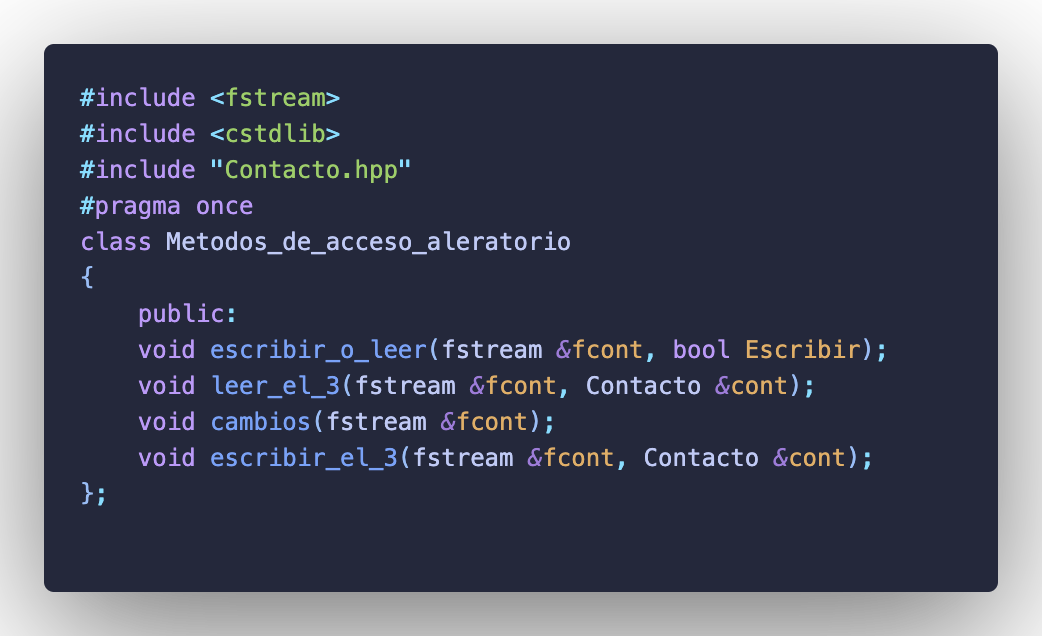 #include <fstream>
#include <cstdlib>
#include "Contacto.hpp"
#pragma once
class Metodos_de_acceso_aleratorio
{
    public:
    void escribir_o_leer(fstream &fcont, bool Escribir);
    void leer_el_3(fstream &fcont, Contacto &cont);
    void cambios(fstream &fcont);
    void escribir_el_3(fstream &fcont, Contacto &cont);
};